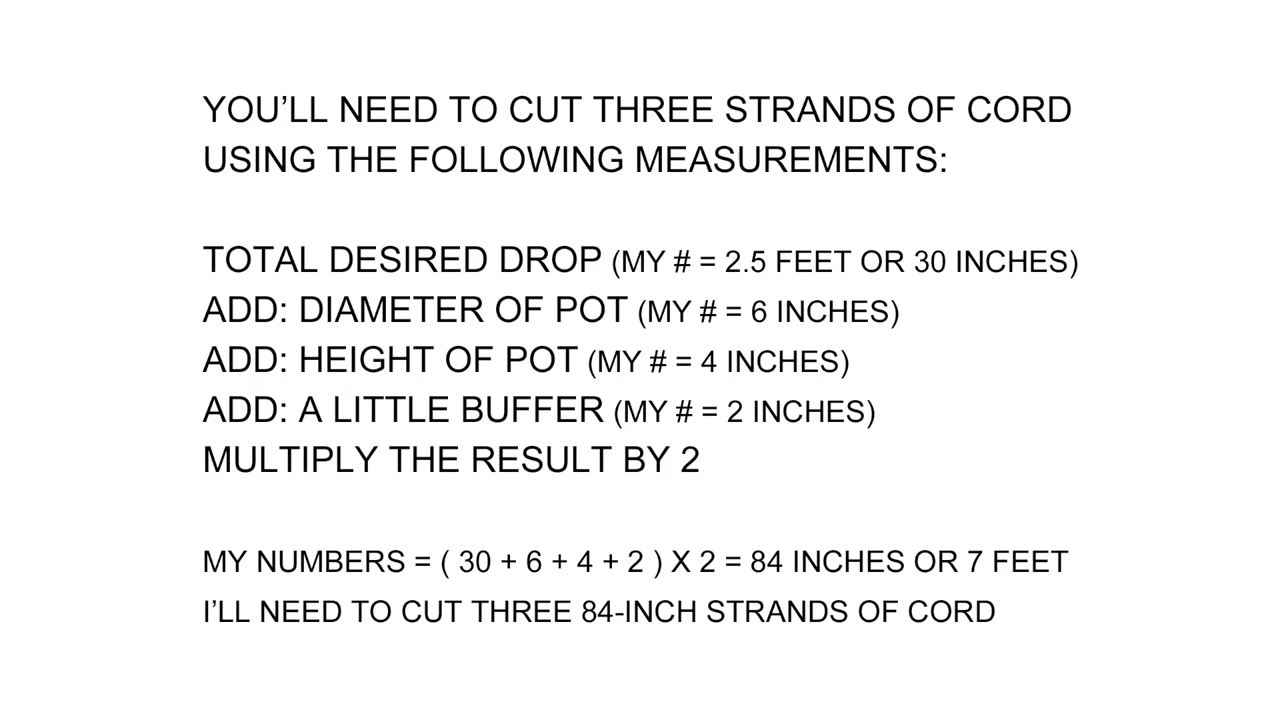 YOU’LL NEED TO CUT THREE STRANDS OF CORD
USING THE FOLLOWING MEASUREMENTS:
TOTAL DESIRED DROP (MY # = 2.5 FEET OR 30 INCHES)
ADD: DIAMETER OF POT (MY # = 6 INCHES)
ADD: HEIGHT OF POT (MY # = 4 INCHES)
ADD: A LITTLE BUFFER (MY # = 2 INCHES)
MULTIPLY THE RESULT BY 2
MY NUMBERS = ( 30 + 6 + 4 + 2 ) X 2 = 84 INCHES OR 7 FEET
I’LL NEED TO CUT THREE 84-INCH STRANDS OF CORD